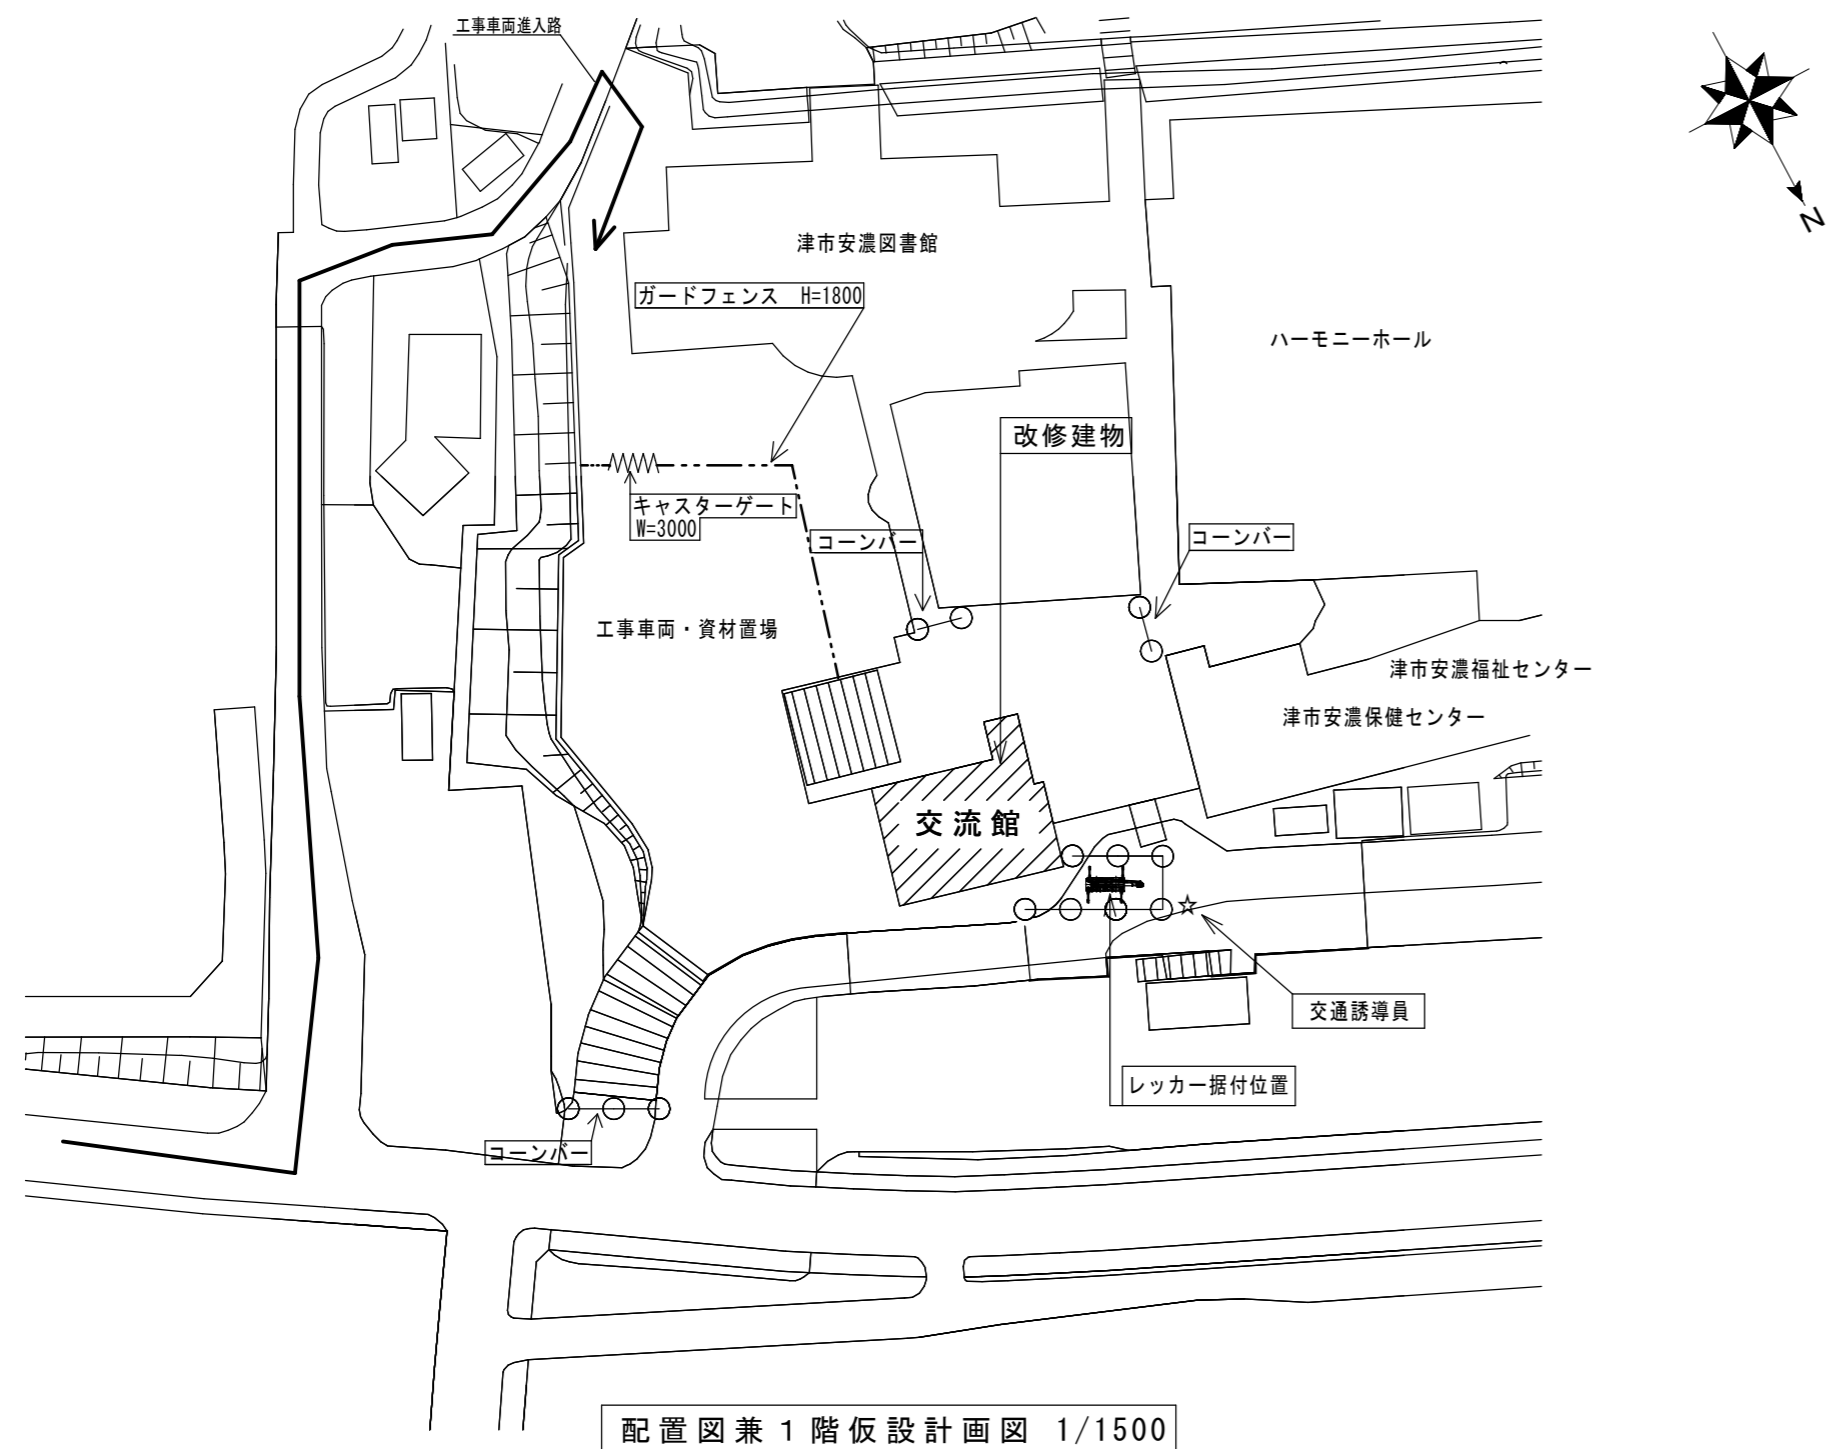 工事車両進入路
N
津市安濃図書館
ガードフェンス H=1800
ハーモニーホール
改修建物
キャスターゲート
W=3000
コーンバー
コーンバー
工事車両・資材置場
津市安濃福祉センター
津市安濃保健センター
交流館
☆
交通誘導員
レッカー据付位置
コーンバー
配置図兼1階仮設計画図 1/1500